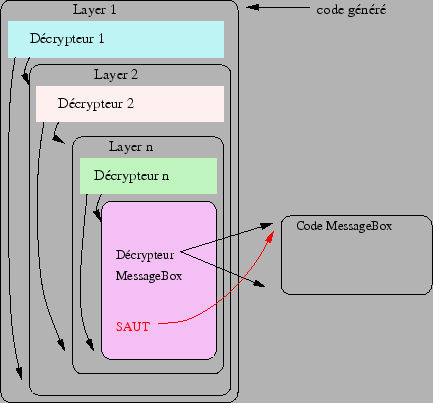 Layer 1
code généré
Décrypteur 1
Layer 2
Décrypteur 2
Layer n
Décrypteur n
Code MessageBox
Décrypteur
MessageBox
SAUT